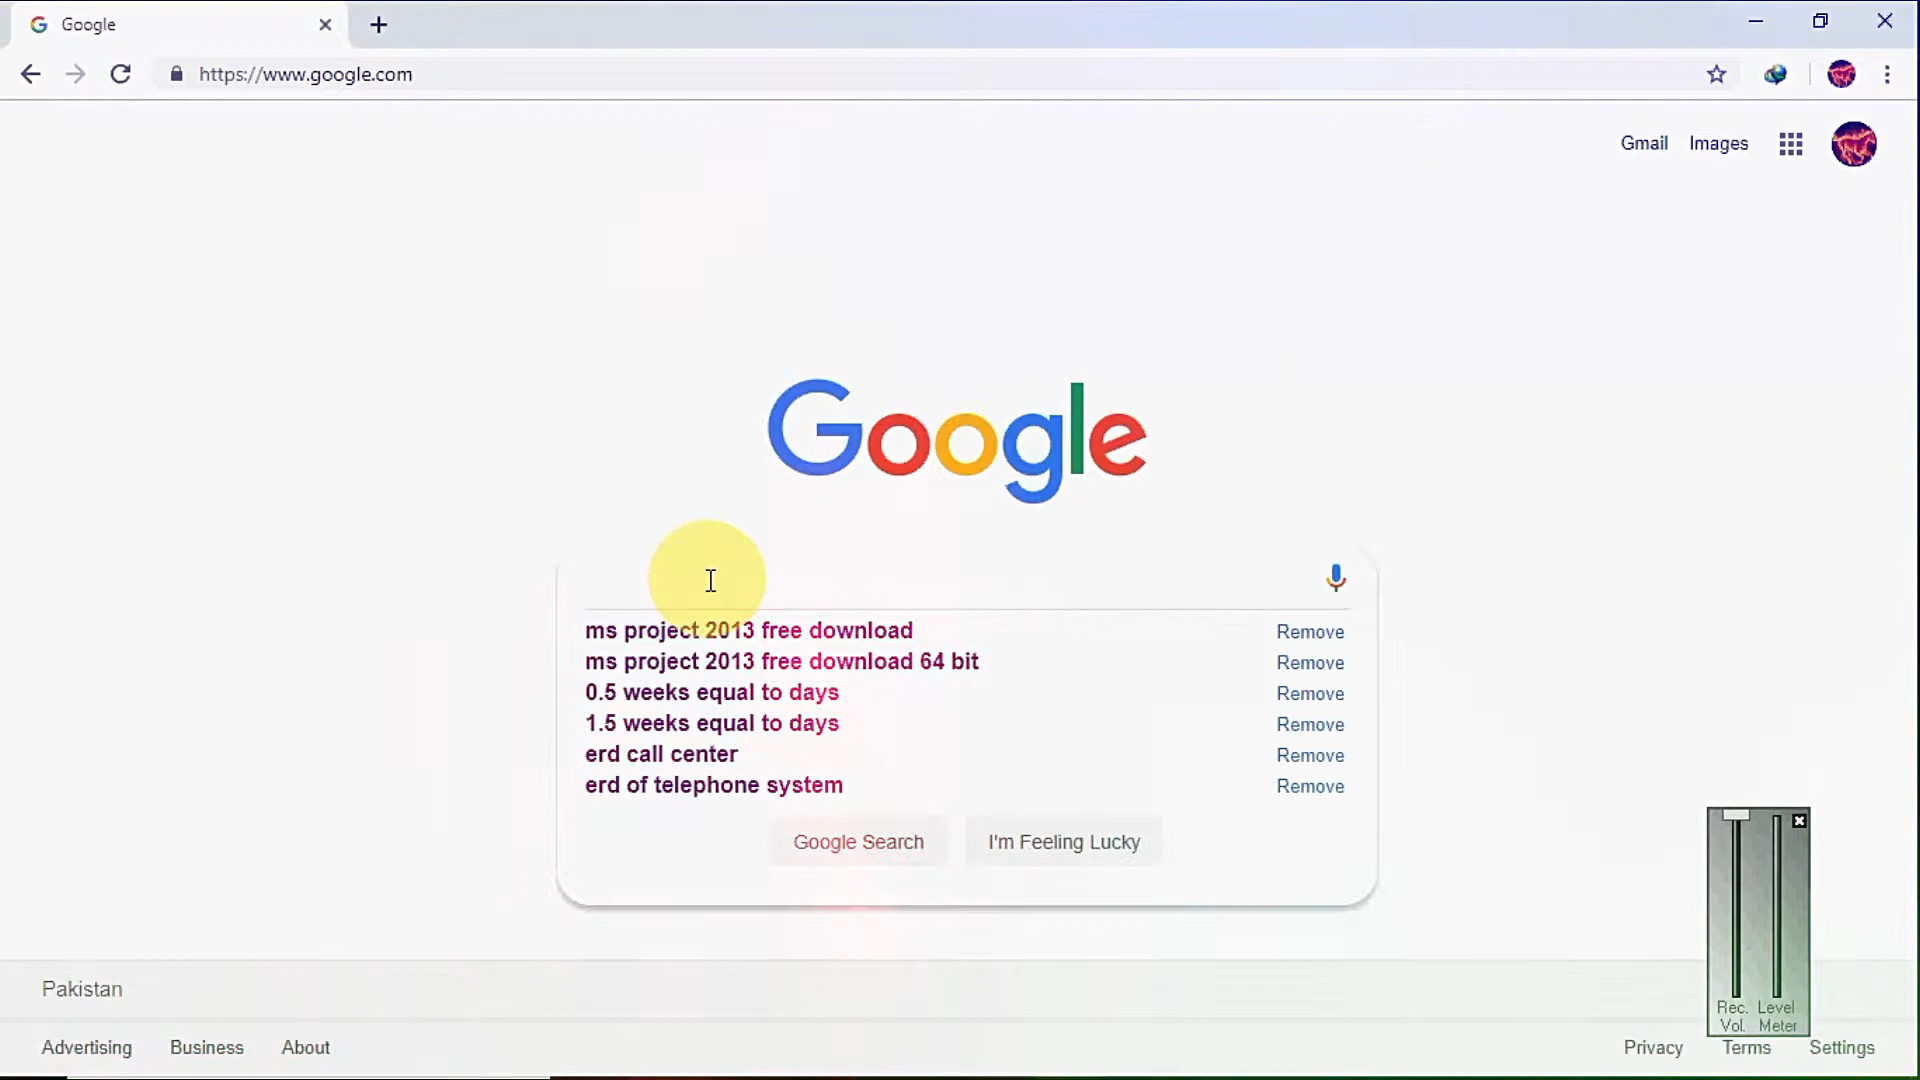 Google
https://www.google.com
Gmail Images
Google
ms project 2013 free download Remove
ms project 2013 free download 64 bit Remove
0.5 weeks equal to days Remove
1.5 weeks equal to days Remove
erd call center Remove
erd of telephone system Remove
Google Search I'm Feeling Lucky
Rec. Level
Vol. Meter
Pakistan
Advertising Business About Privacy Terms Settings